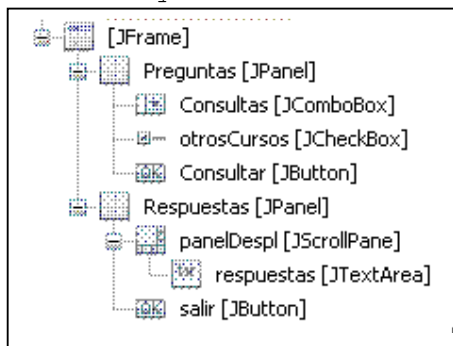 [JFrame]
Preguntas [JPanel]
Consultas [JComboBox]
otrosCursos [JCheckBox]
Consultar [JButton]
Respuestas [JPanel]
panelDespl [JScrollPane]
respuestas [JTextArea]
salir [JButton]